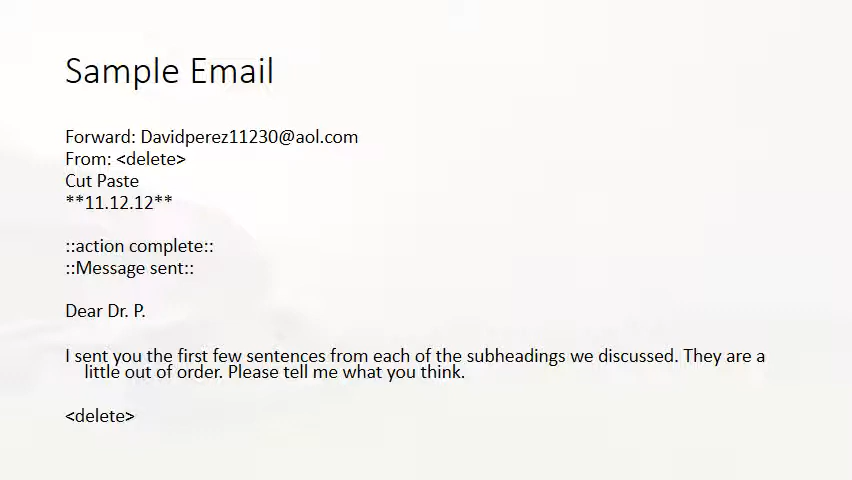 Sample Email
Forward: Davidperez11230@aol.com
From: <delete>
Cut Paste
**11.12.12**
::action complete::
::Message sent::
Dear Dr. P.
I sent you the first few sentences from each of the subheadings we discussed. They are a
little out of order. Please tell me what you think.
<delete>